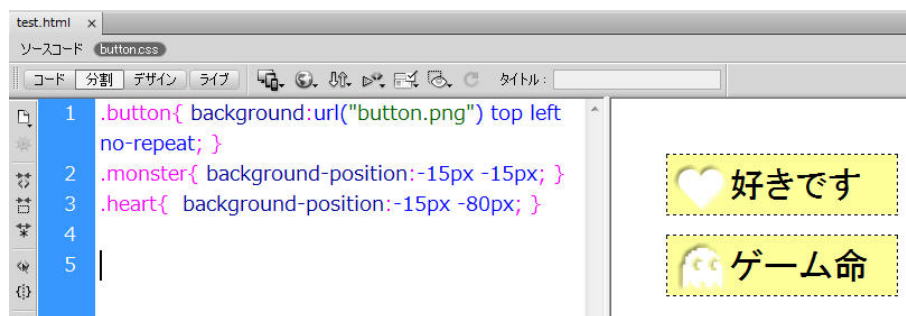 test.html ×
ソースコード button.css
コード 分割 デザイン ライブ タイトル:
1 .button{ background:url("button.png") top left
no-repeat; }
2 .monster{ background-position:-15px -15px; }
3 .heart{  background-position:-15px -80px; }
4
5
好きです
ゲーム命